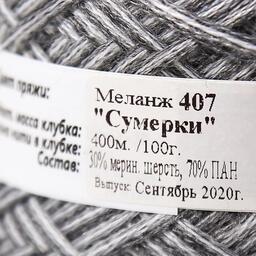 цвет пряжи: Меланж 407
"Сумерки"
масса клубка:
нити в клубке: 400м. /100г.
Состав: 30% мерин. шерсть, 70% ПАН
Выпуск: Сентябрь 2020г.